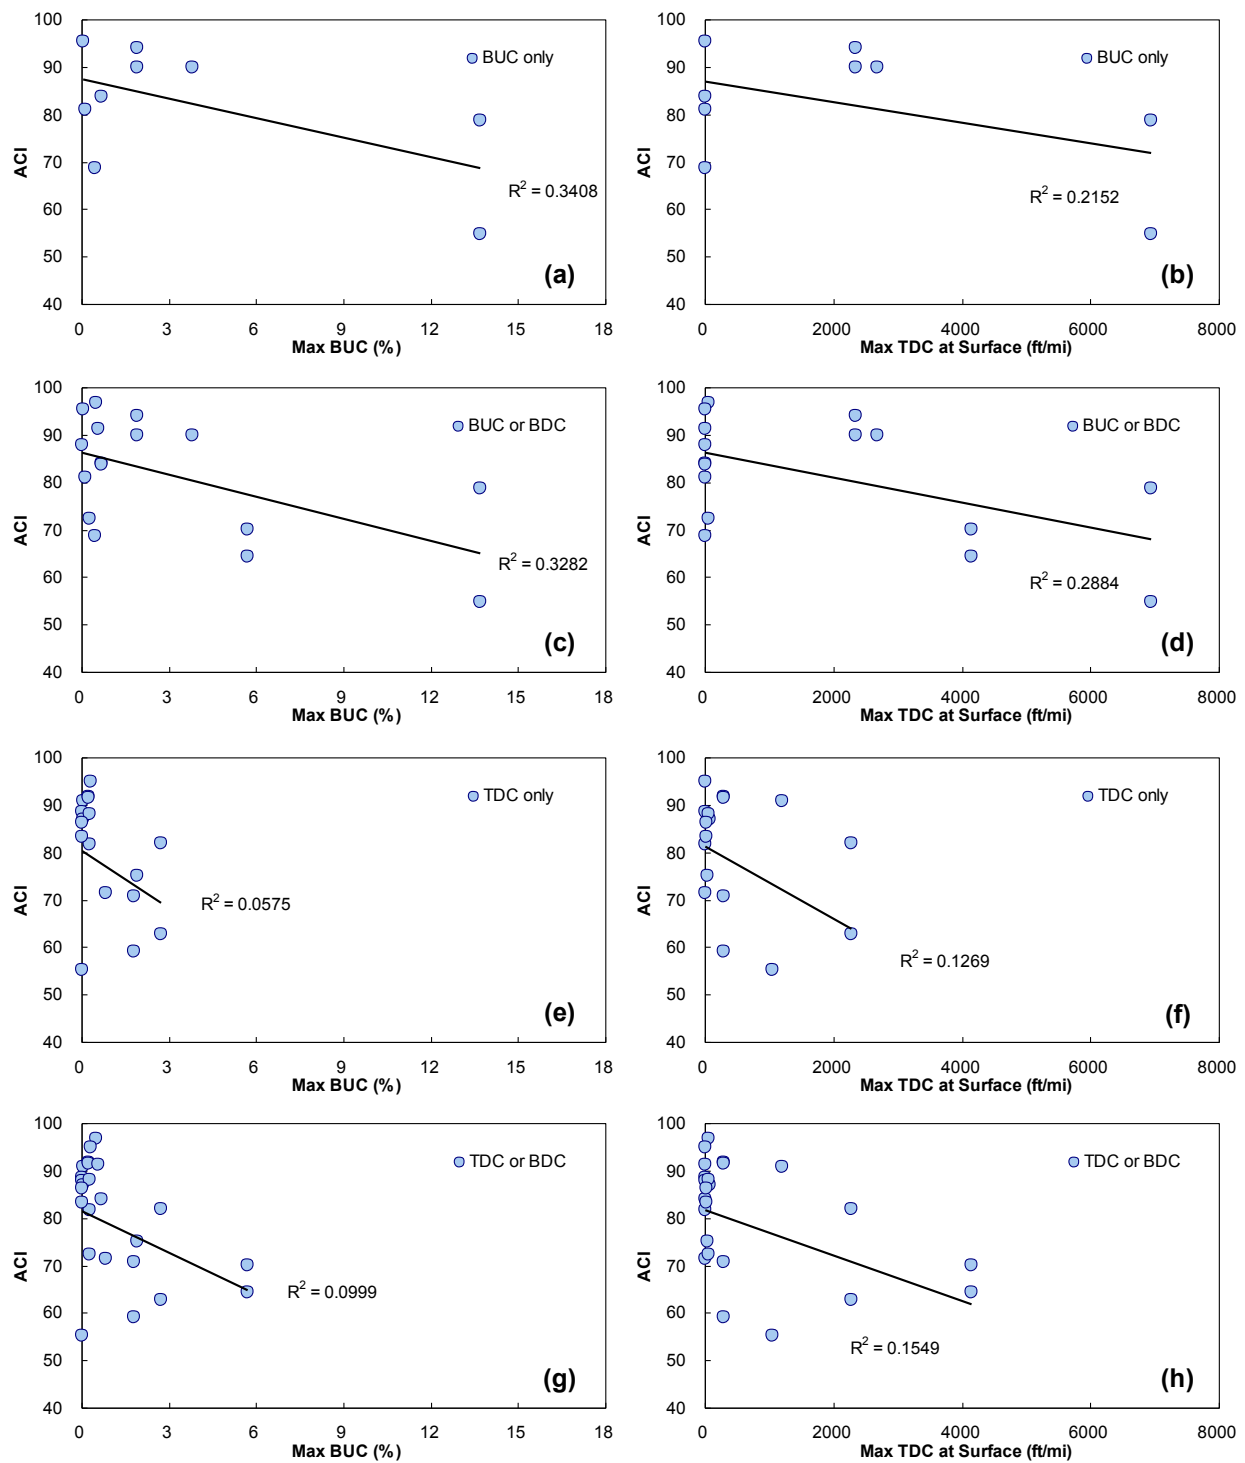 100
90
80
70
60
50
40
ACI
BUC only
R2 = 0.3408
(a)
0 3 6 9 12 15 18
Max BUC (%)
100
90
80
70
60
50
40
ACI
BUC only
R2 = 0.2152
(b)
0 2000 4000 6000 8000
Max TDC at Surface (ft/mi)
100
90
80
70
60
50
40
ACI
BUC or BDC
R2 = 0.3282
(c)
0 3 6 9 12 15 18
Max BUC (%)
100
90
80
70
60
50
40
ACI
BUC or BDC
R2 = 0.2884
(d)
0 2000 4000 6000 8000
Max TDC at Surface (ft/mi)
100
90
80
70
60
50
40
ACI
TDC only
R2 = 0.0575
(e)
0 3 6 9 12 15 18
Max BUC (%)
100
90
80
70
60
50
40
ACI
TDC only
R2 = 0.1269
(f)
0 2000 4000 6000 8000
Max TDC at Surface (ft/mi)
100
90
80
70
60
50
40
ACI
TDC or BDC
R2 = 0.0999
(g)
0 3 6 9 12 15 18
Max BUC (%)
100
90
80
70
60
50
40
ACI
TDC or BDC
R2 = 0.1549
(h)
0 2000 4000 6000 8000
Max TDC at Surface (ft/mi)